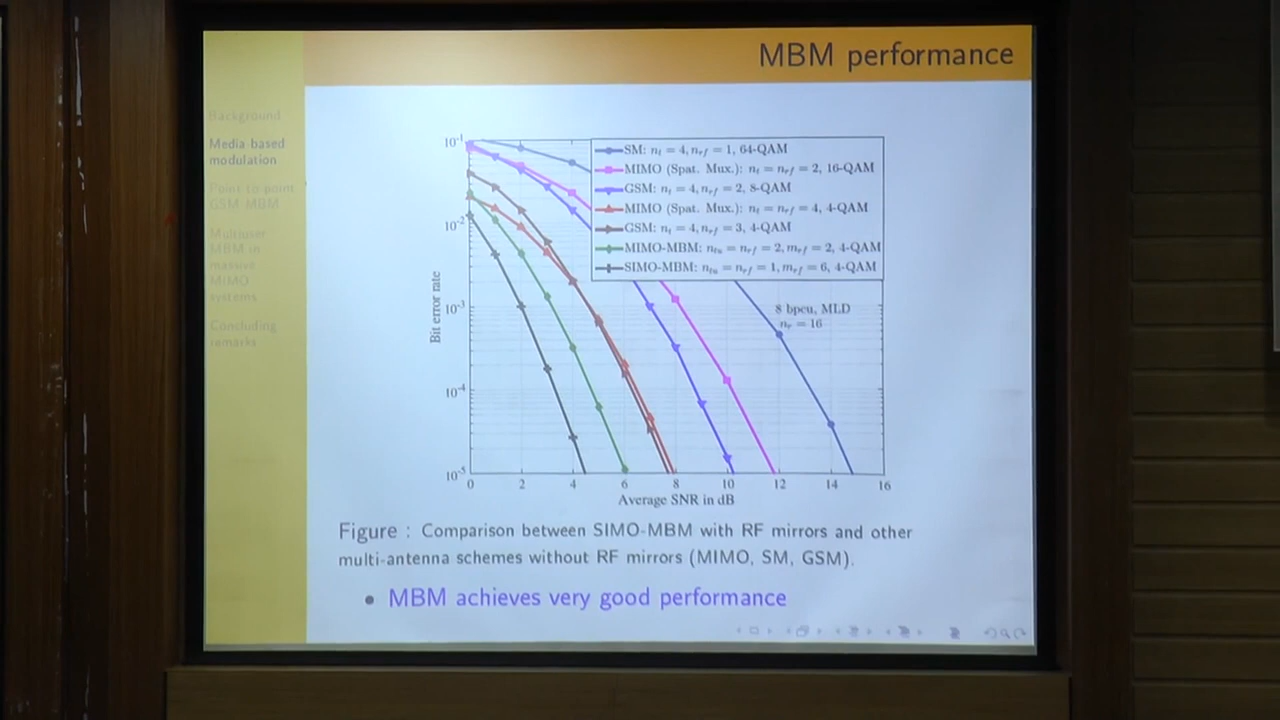 MBM performance
Background
Media based
modulation
Point to point
GSM-MBM
Multiuser
MBM in
massive
MIMO
systems
Concluding
remarks
10^-1
10^-2
10^-3
10^-4
10^-5
Bit error rate
SM: n_t = 4, n_rf = 1, 64-QAM
MIMO (Spat. Mux.): n_t = n_rf = 2, 16-QAM
GSM: n_t = 4, n_rf = 2, 8-QAM
MIMO (Spat. Mux.): n_t = n_rf = 4, 4-QAM
GSM: n_t = 4, n_rf = 3, 4-QAM
MIMO-MBM: n_tu = n_rf = 2, m_rf = 2, 4-QAM
SIMO-MBM: n_tu = n_rf = 1, m_rf = 6, 4-QAM
8 bpcu, MLD
n_r = 16
0 2 4 6 8 10 12 14 16
Average SNR in dB
Figure : Comparison between SIMO-MBM with RF mirrors and other
multi-antenna schemes without RF mirrors (MIMO, SM, GSM).
• MBM achieves very good performance